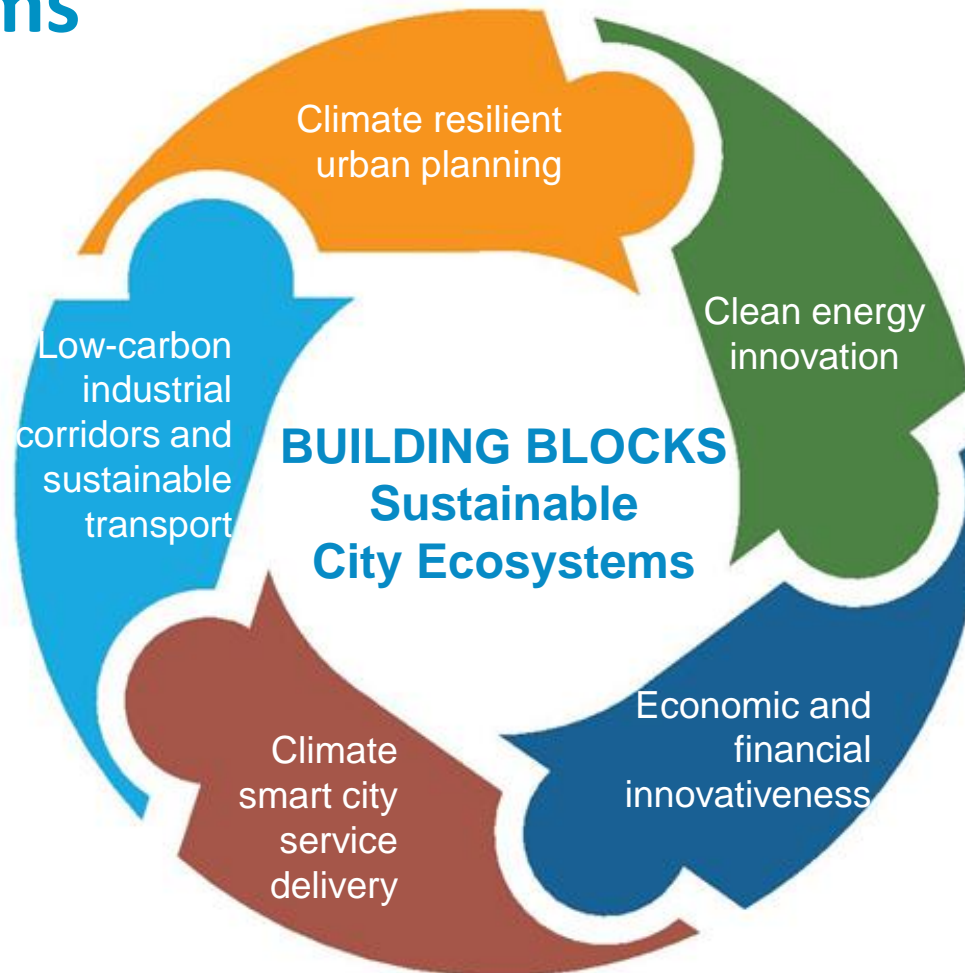 ms
Climate resilient
urban planning
Clean energy
innovation
Low-carbon
industrial
corridors and
sustainable
transport
BUILDING BLOCKS
Sustainable
City Ecosystems
Economic and
financial
innovativeness
Climate
smart city
service
delivery